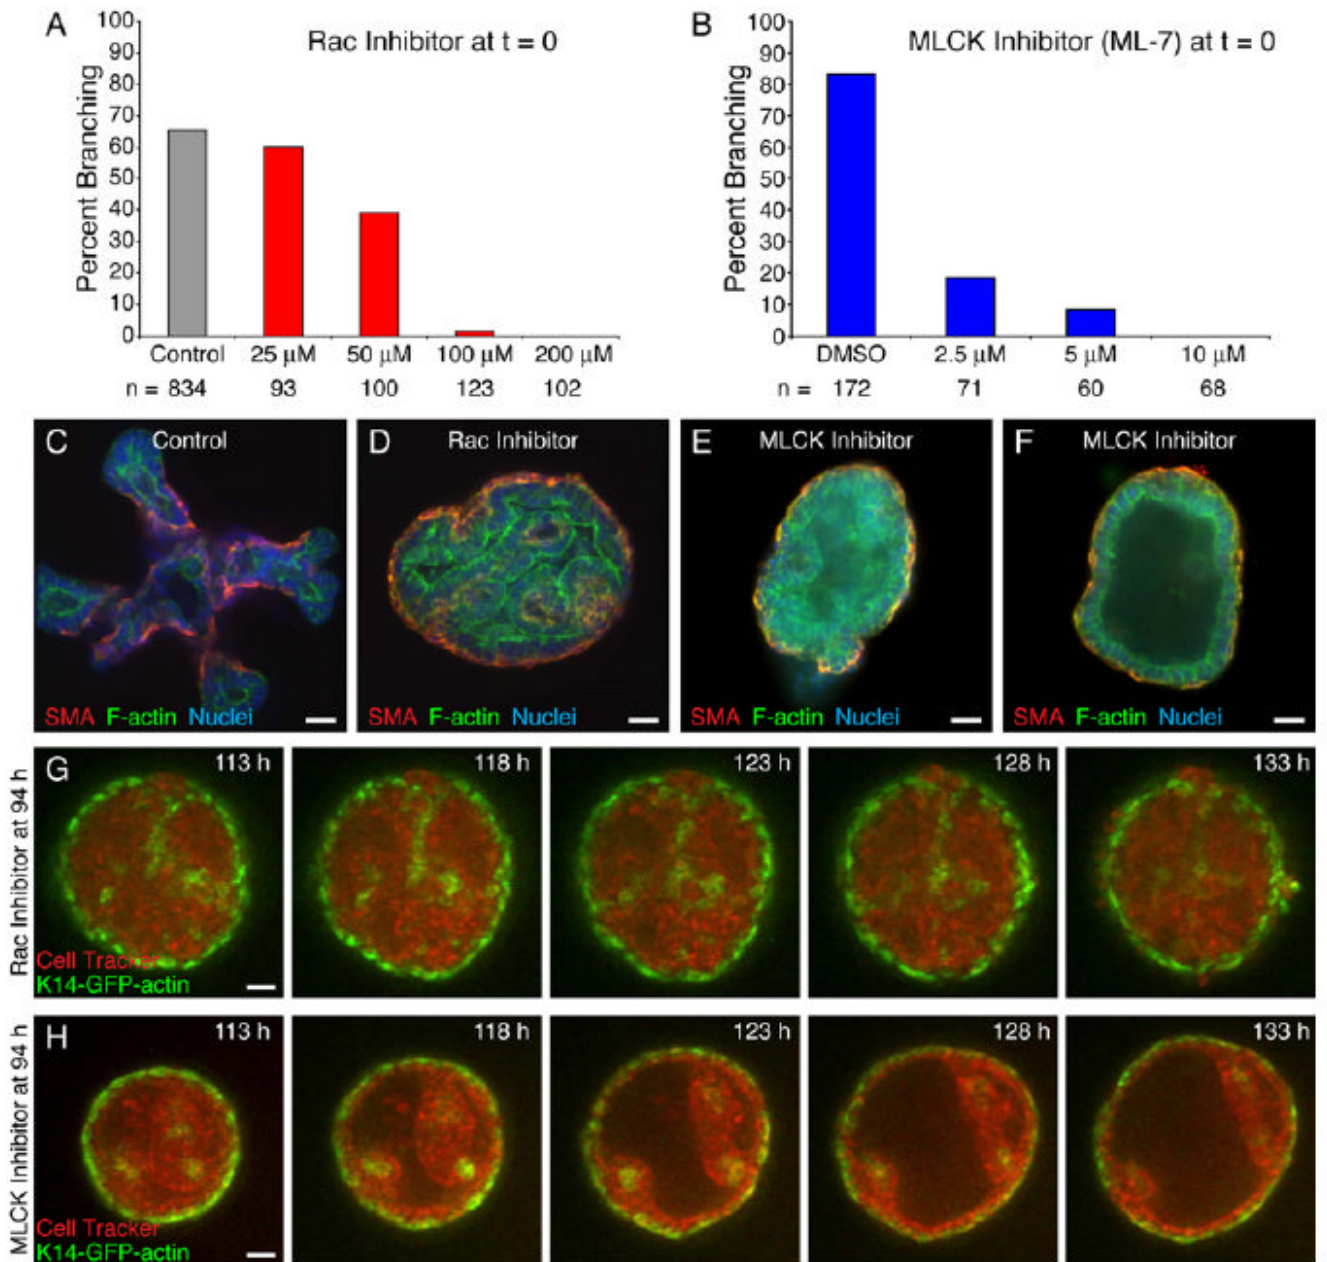 A
Rac Inhibitor at t = 0
Percent Branching
100
90
80
70
60
50
40
30
20
10
0
Control 25 μM 50 μM 100 μM 200 μM
n = 834 93 100 123 102
B
MLCK Inhibitor (ML-7) at t = 0
Percent Branching
100
90
80
70
60
50
40
30
20
10
0
DMSO 2.5 μM 5 μM 10 μM
n = 172 71 60 68
C Control
SMA F-actin Nuclei
D Rac Inhibitor
SMA F-actin Nuclei
E MLCK Inhibitor
SMA F-actin Nuclei
F MLCK Inhibitor
SMA F-actin Nuclei
Rac Inhibitor at 94 h
G 113 h 118 h 123 h 128 h 133 h
Cell Tracker
K14-GFP-actin
MLCK Inhibitor at 94 h
H 113 h 118 h 123 h 128 h 133 h
Cell Tracker
K14-GFP-actin